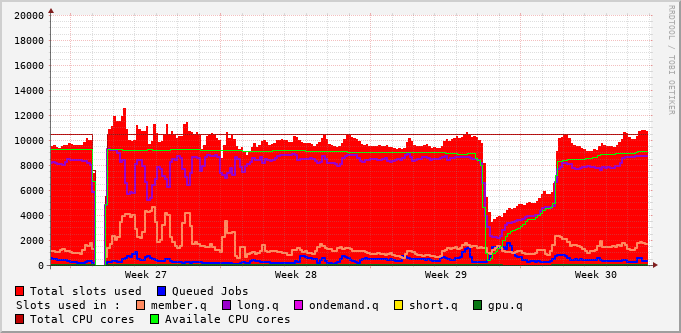 20000
18000
16000
14000
12000
10000
8000
6000
4000
2000
0
Week 27 Week 28 Week 29 Week 30
RRDTOOL / TOBI OETIKER
Total slots used Queued Jobs
Slots used in : member.q long.q ondemand.q short.q gpu.q
Total CPU cores Availale CPU cores